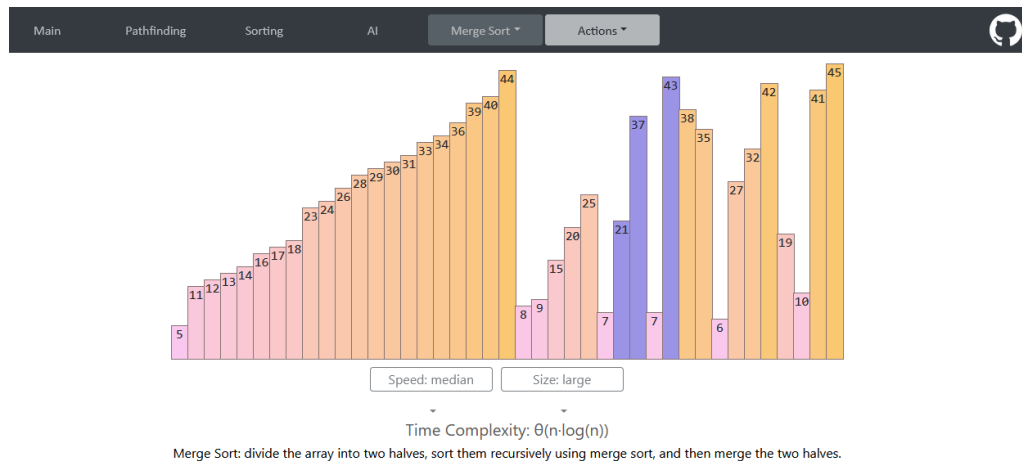 Main Pathfinding Sorting AI Merge Sort Actions
5 11 12 13 14 16 17 18 23 24 26 28 29 30 31 33 34 36 39 40 44 8 9 15 20 25 7 21 37 7 43 38 35 6 27 32 42 19 10 41 45
Speed: median Size: large
Time Complexity: θ(n·log(n))
Merge Sort: divide the array into two halves, sort them recursively using merge sort, and then merge the two halves.